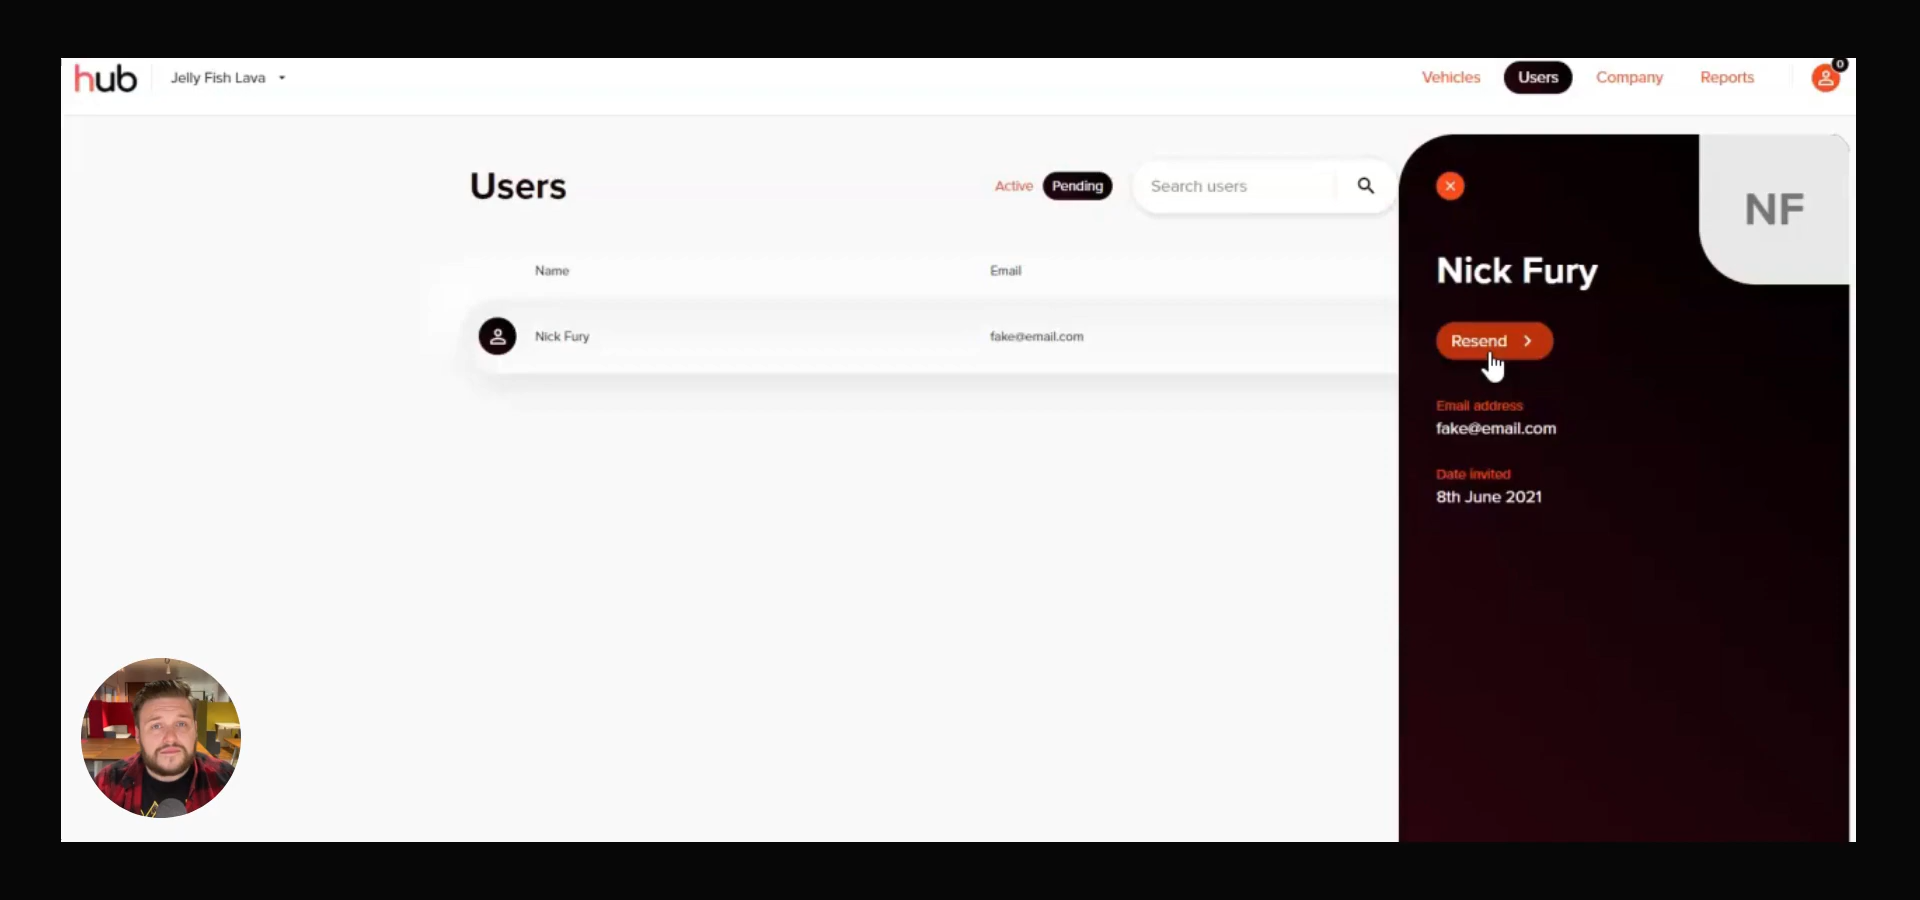 hub
Jelly Fish Lava
Vehicles
Users
Company
Reports
0
Users
Active
Pending
Search users
NF
Nick Fury
Name
Email
Nick Fury
fake@email.com
Resend
Email address
fake@email.com
Date invited
8th June 2021